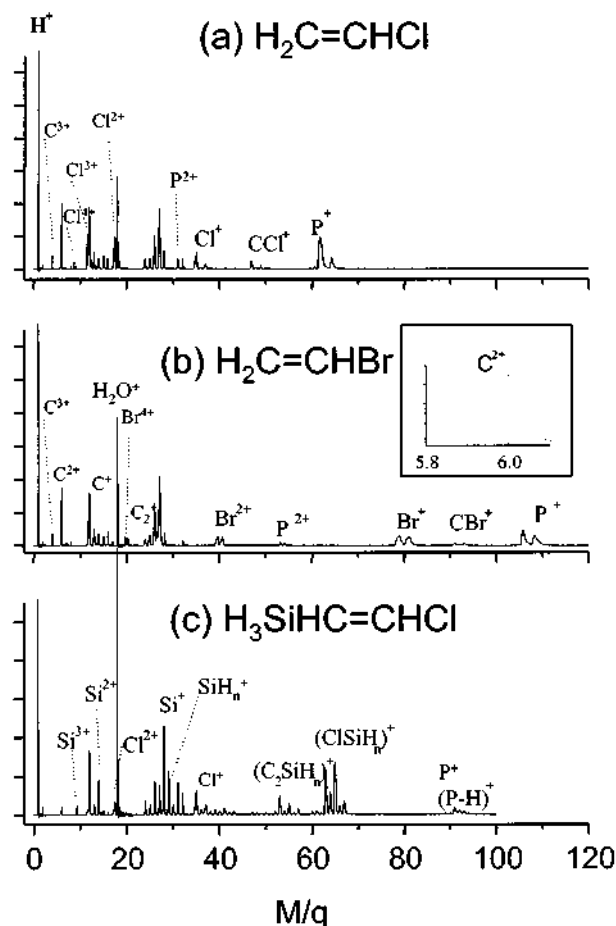 (a) H₂C=CHCl
H⁺
C³⁺
Cl³⁺
Cl⁴⁺
Cl²⁺
P²⁺
Cl⁺
CCl⁺
P⁺
(b) H₂C=CHBr
C³⁺
C²⁺
C⁺
H₂O⁺
Br⁴⁺
C₂⁺
Br²⁺
P ²⁺
Br⁺
CBr⁺
P ⁺
C²⁺
5.8 6.0
(c) H₃SiHC=CHCl
Si³⁺
Si²⁺
Cl²⁺
Si⁺
SiHₙ⁺
Cl⁺
(C₂SiHₙ)⁺
(ClSiHₙ)⁺
P⁺
(P-H)⁺
0 20 40 60 80 100 120
M/q